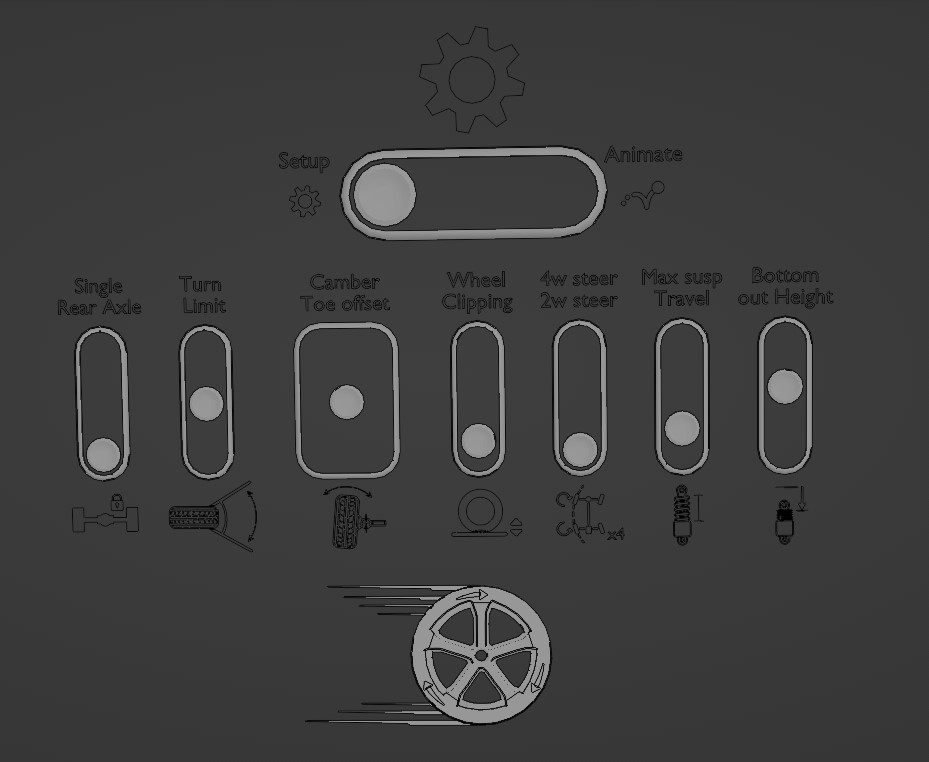 Setup
Animate
Single
Rear Axle
Turn
Limit
Camber
Toe offset
Wheel
Clipping
4w steer
2w steer
Max susp
Travel
Bottom
out Height
x4